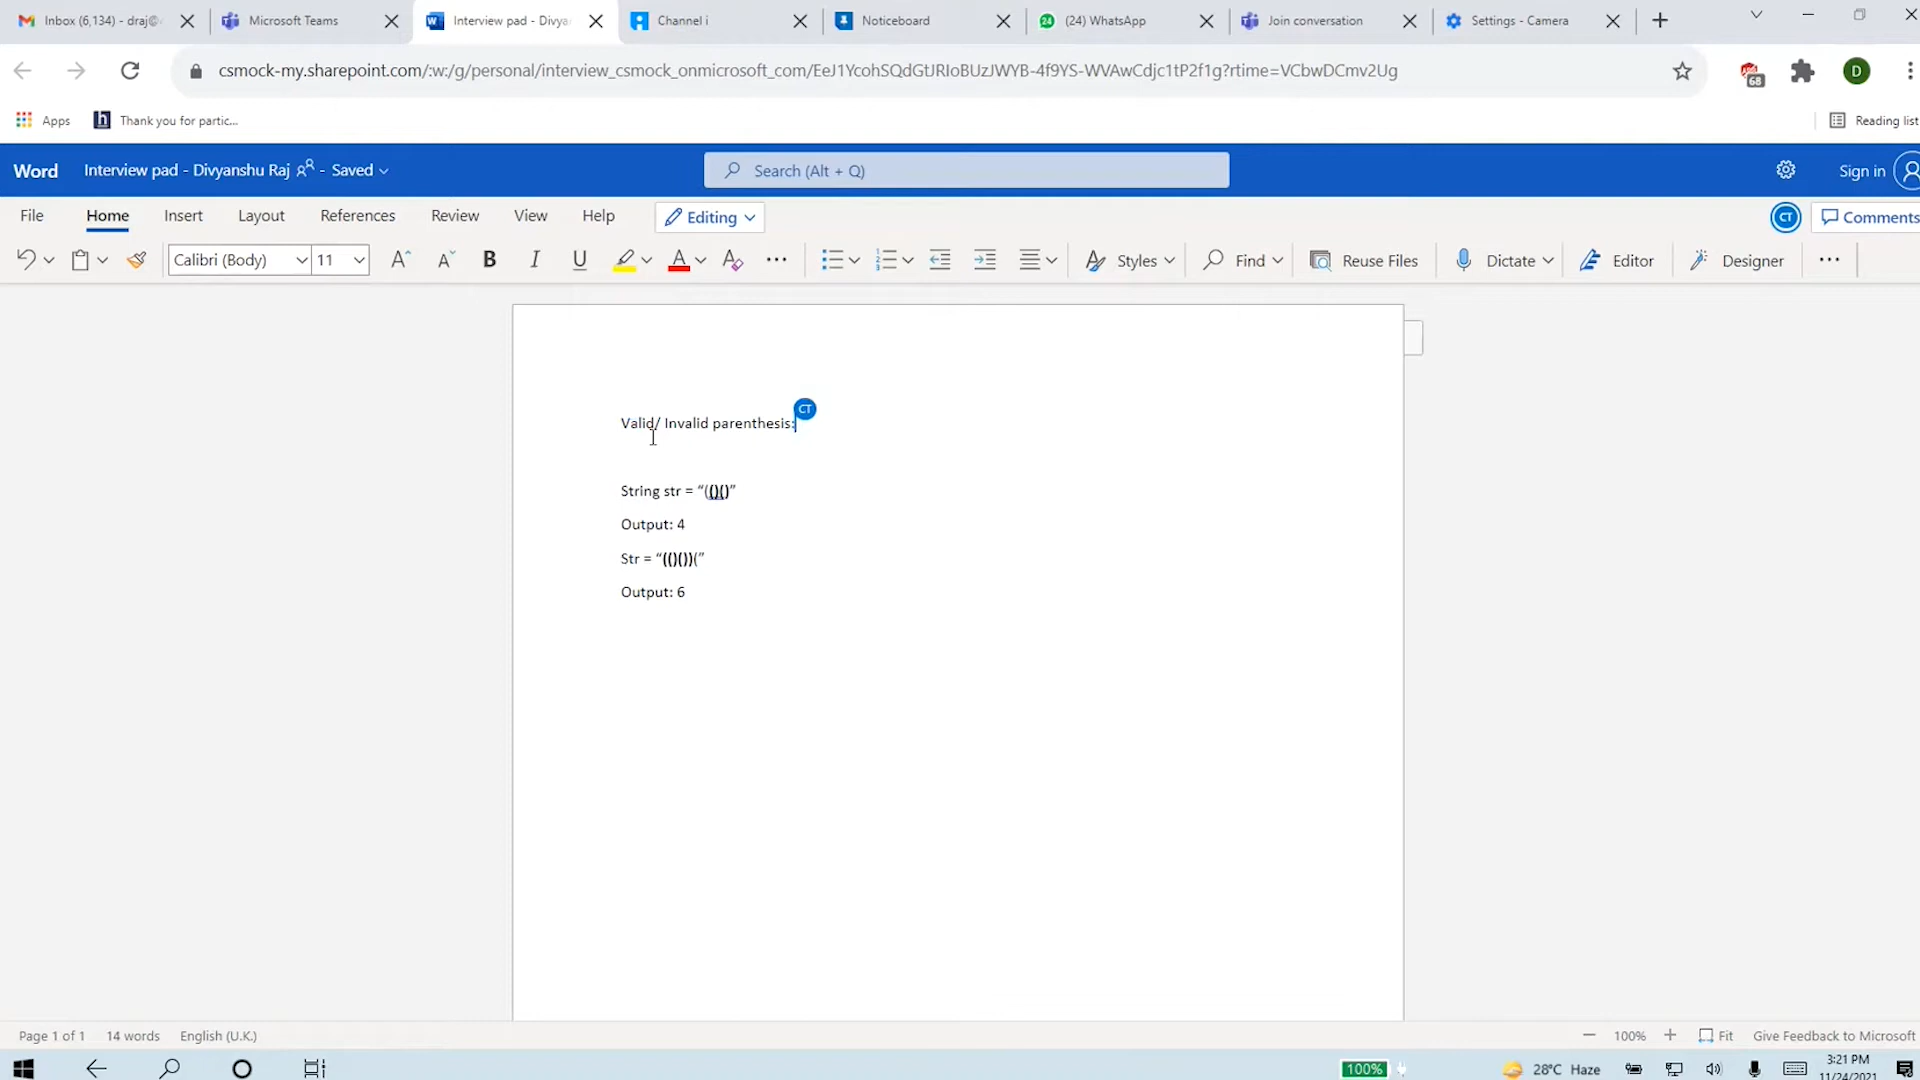 Inbox (6,134) - draj@
Microsoft Teams
Interview pad - Divya
Channel i
Noticeboard
24
(24) WhatsApp
Join conversation
Settings - Camera
csmock-my.sharepoint.com/:w:/g/personal/interview_csmock_onmicrosoft_com/EeJ1YcohSQdGtJRIoBUzJWYB-4f9YS-WVAwCdjc1tP2f1g?rtime=VCbwDCmv2Ug
68
D
Apps
h
Thank you for partic...
Reading list
Word
Interview pad - Divyanshu Raj - Saved
Search (Alt + Q)
Sign in
File
Home
Insert
Layout
References
Review
View
Help
Editing
CT
Comments
Calibri (Body)
11
A
A
B
I
U
A
A
Styles
Find
Reuse Files
Dictate
Editor
Designer
CT
Valid/ Invalid parenthesis:
String str = “(()()”
Output: 4
Str = “(()())(”
Output: 6
Page 1 of 1
14 words
English (U.K.)
100%
Fit
Give Feedback to Microsoft
100%
28°C Haze
3:21 PM
11/24/2021